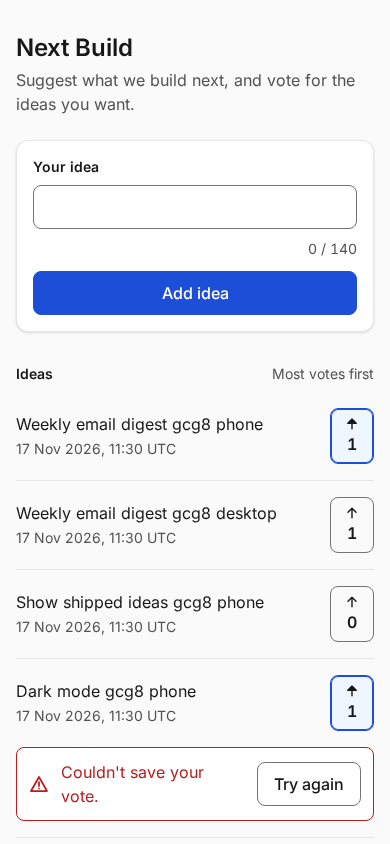 Next Build
Suggest what we build next, and vote for the
ideas you want.
Your idea
0 / 140
Add idea
Ideas
Most votes first
Weekly email digest gcg8 phone
17 Nov 2026, 11:30 UTC
1
Weekly email digest gcg8 desktop
17 Nov 2026, 11:30 UTC
1
Show shipped ideas gcg8 phone
17 Nov 2026, 11:30 UTC
0
Dark mode gcg8 phone
17 Nov 2026, 11:30 UTC
1
Couldn't save your
vote.
Try again